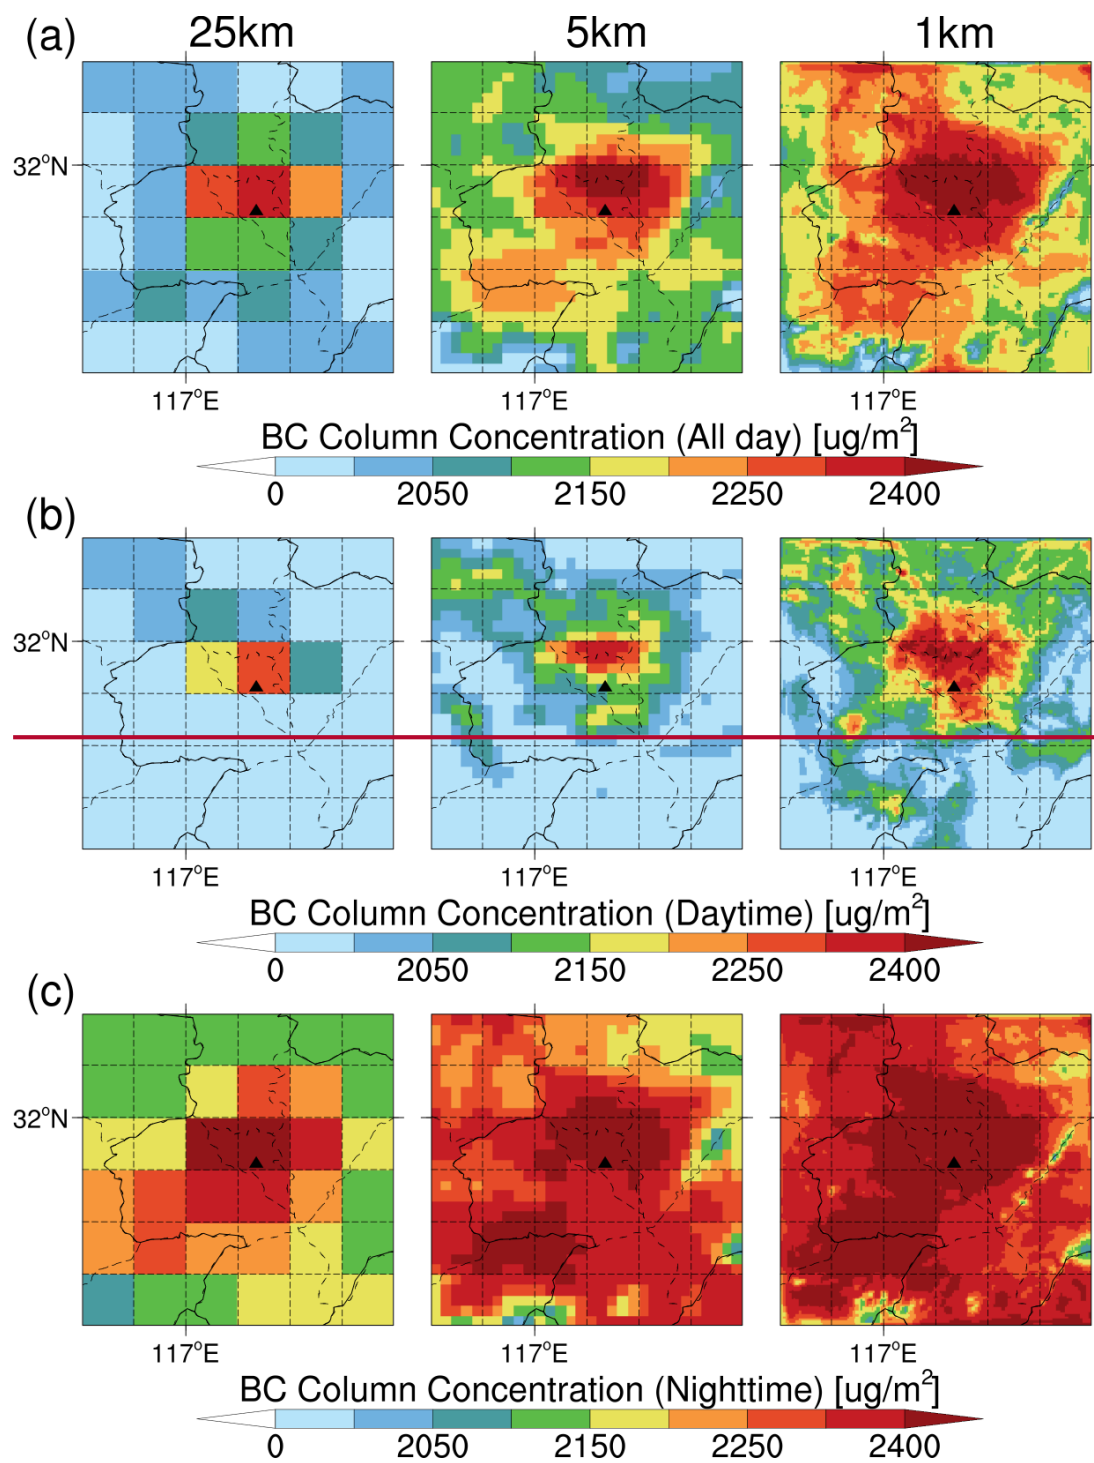 (a) 25km 5km 1km
32°N
117°E 117°E 117°E
BC Column Concentration (All day) [ug/m²]
0 2050 2150 2250 2400
(b)
32°N
117°E 117°E 117°E
BC Column Concentration (Daytime) [ug/m²]
0 2050 2150 2250 2400
(c)
32°N
117°E 117°E 117°E
BC Column Concentration (Nighttime) [ug/m²]
0 2050 2150 2250 2400